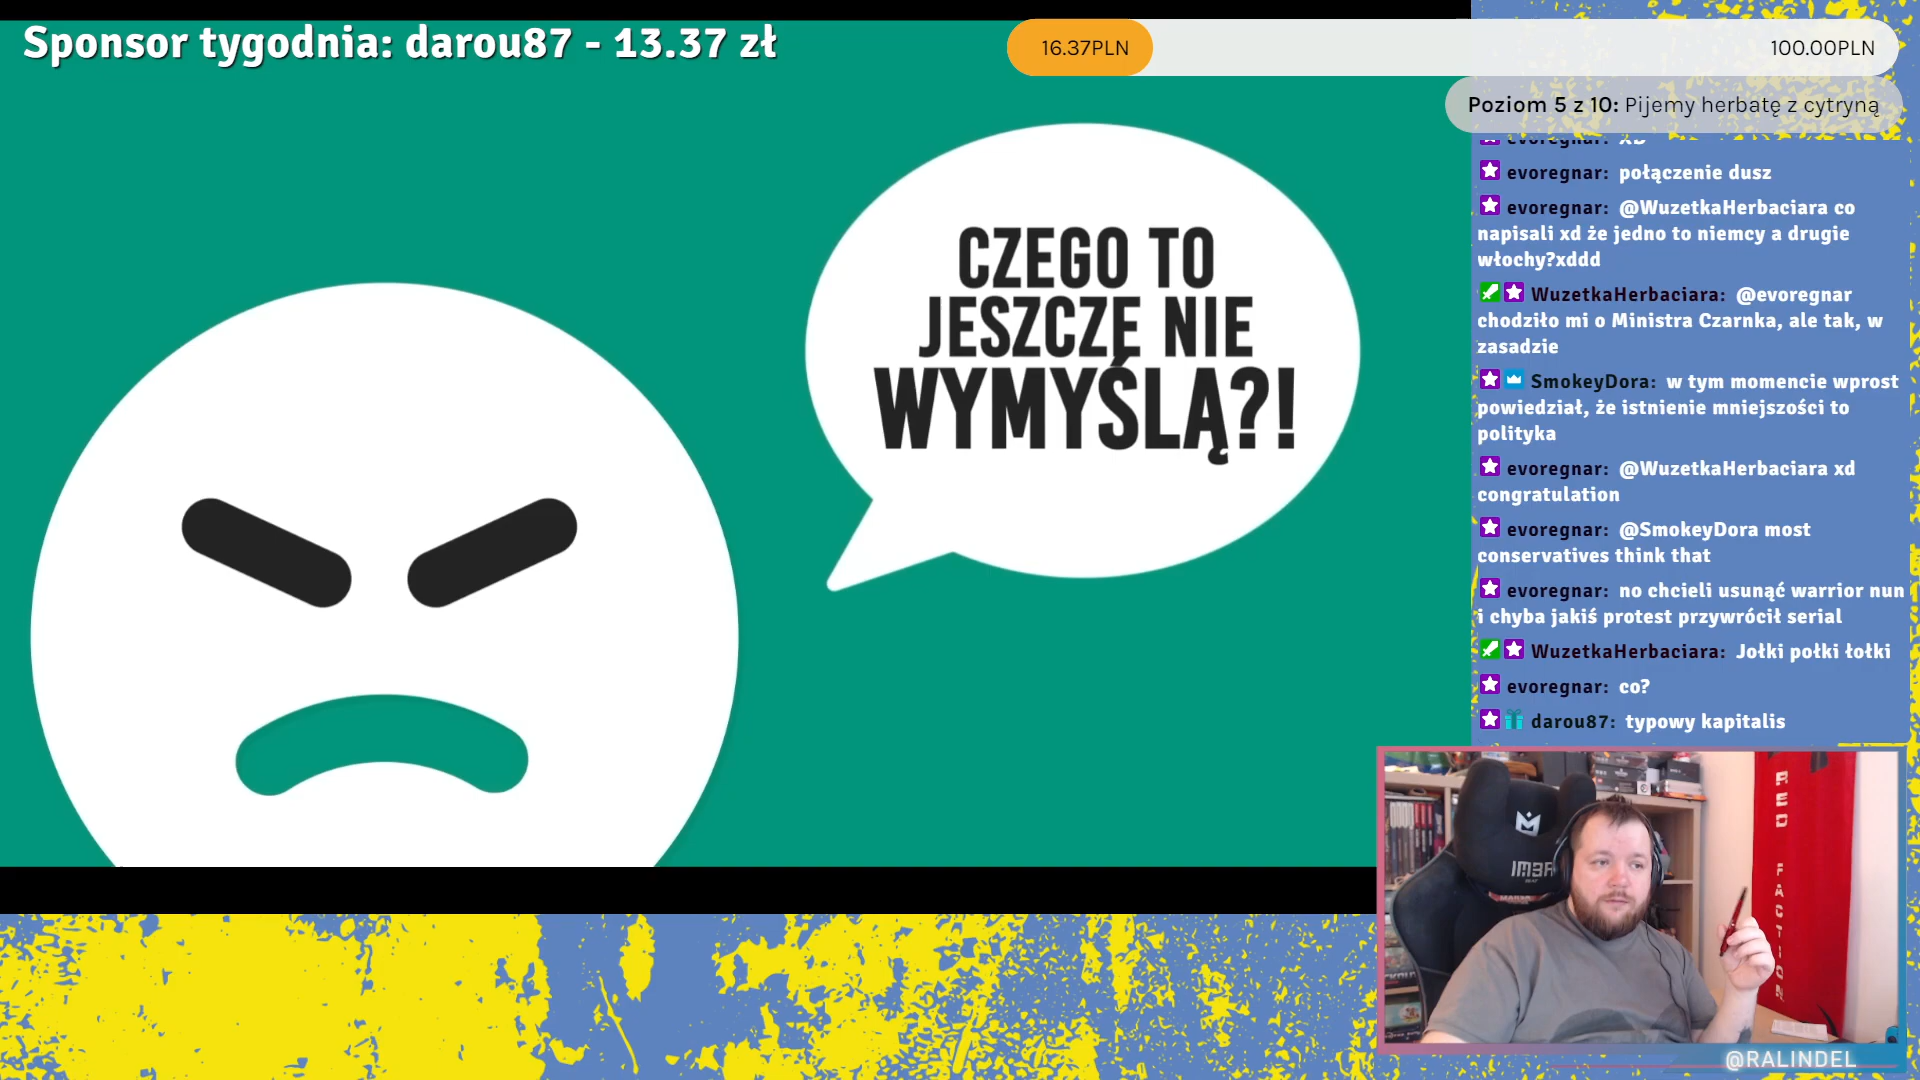 Sponsor tygodnia: darou87 - 13.37 zł
16.37PLN
100.00PLN
Poziom 5 z 10: Pijemy herbatę z cytryną
CZEGO TO
JESZCZE NIE
WYMYŚLĄ?!
evoregnar: XD
evoregnar: połączenie dusz
evoregnar: @WuzetkaHerbaciara co
napisali xd że jedno to niemcy a drugie
włochy?xddd
WuzetkaHerbaciara: @evoregnar
chodziło mi o Ministra Czarnka, ale tak, w
zasadzie
SmokeyDora: w tym momencie wprost
powiedział, że istnienie mniejszości to
polityka
evoregnar: @WuzetkaHerbaciara xd
congratulation
evoregnar: @SmokeyDora most
conservatives think that
evoregnar: no chcieli usunąć warrior nun
i chyba jakiś protest przywrócił serial
WuzetkaHerbaciara: Jołki połki łołki
evoregnar: co?
darou87: typowy kapitalis
RED FACTION
@RALINDEL